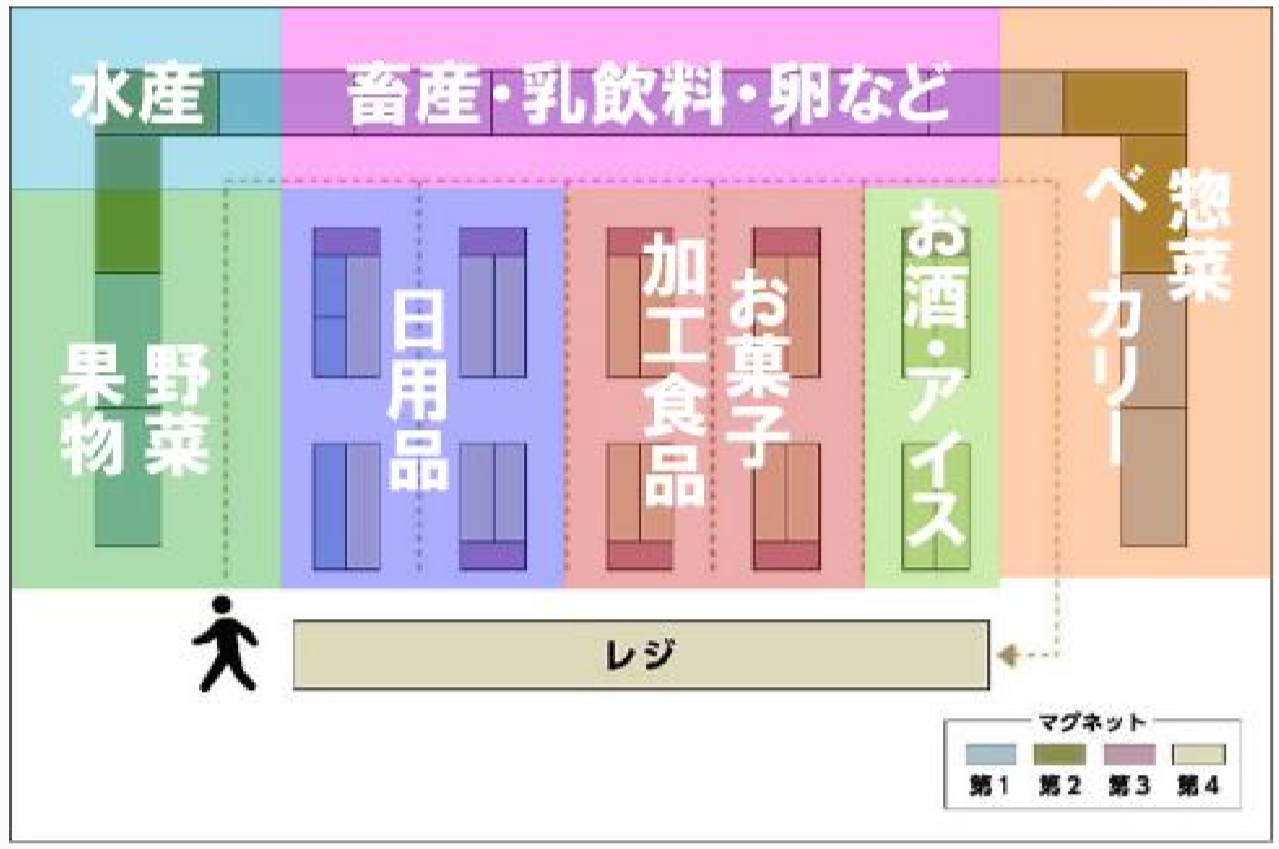 水産
畜産・乳飲料・卵など
惣菜
ベーカリー
野菜
果物
日用品
加工食品
お菓子
お酒・アイス
レジ
マグネット
第1
第2
第3
第4